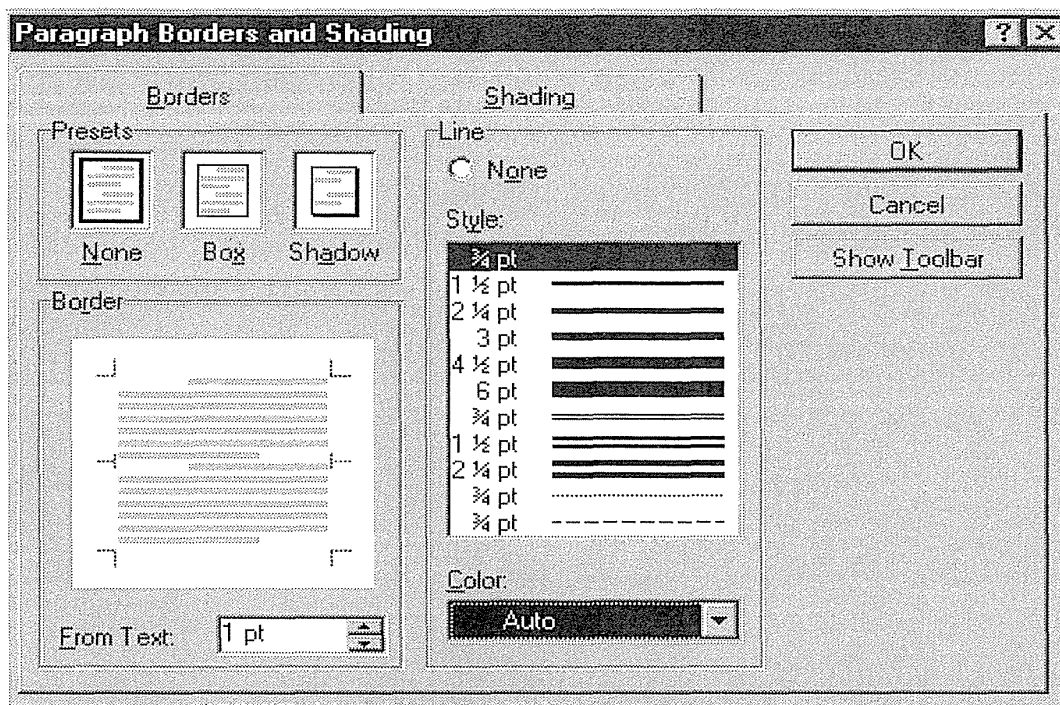 Paragraph Borders and Shading
Borders
Shading
Presets
None
Box
Shadow
Border
From Text:
1 pt
Line
None
Style:
¾ pt
1 ½ pt
2 ¼ pt
3 pt
4 ½ pt
6 pt
¾ pt
1 ½ pt
2 ¼ pt
¾ pt
¾ pt
Color:
Auto
OK
Cancel
Show Toolbar